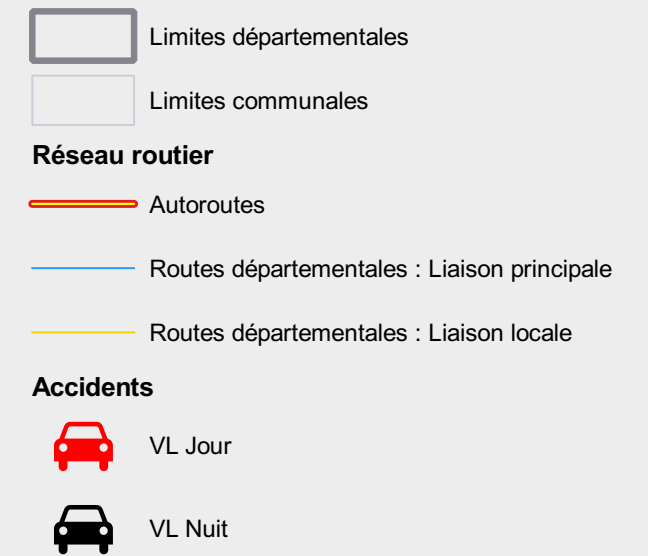 Limites départementales
Limites communales
Réseau routier
Autoroutes
Routes départementales : Liaison principale
Routes départementales : Liaison locale
Accidents
VL Jour
VL Nuit